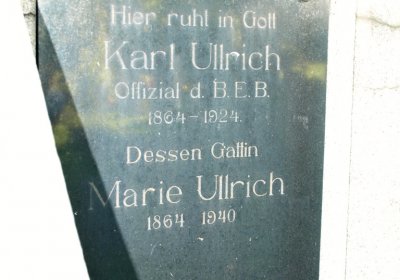 Hier ruht in Gott
Karl Ullrich
Offizial d. B.E.B.
1864-1924.
Dessen Gattin
Marie Ullrich
1864 1940